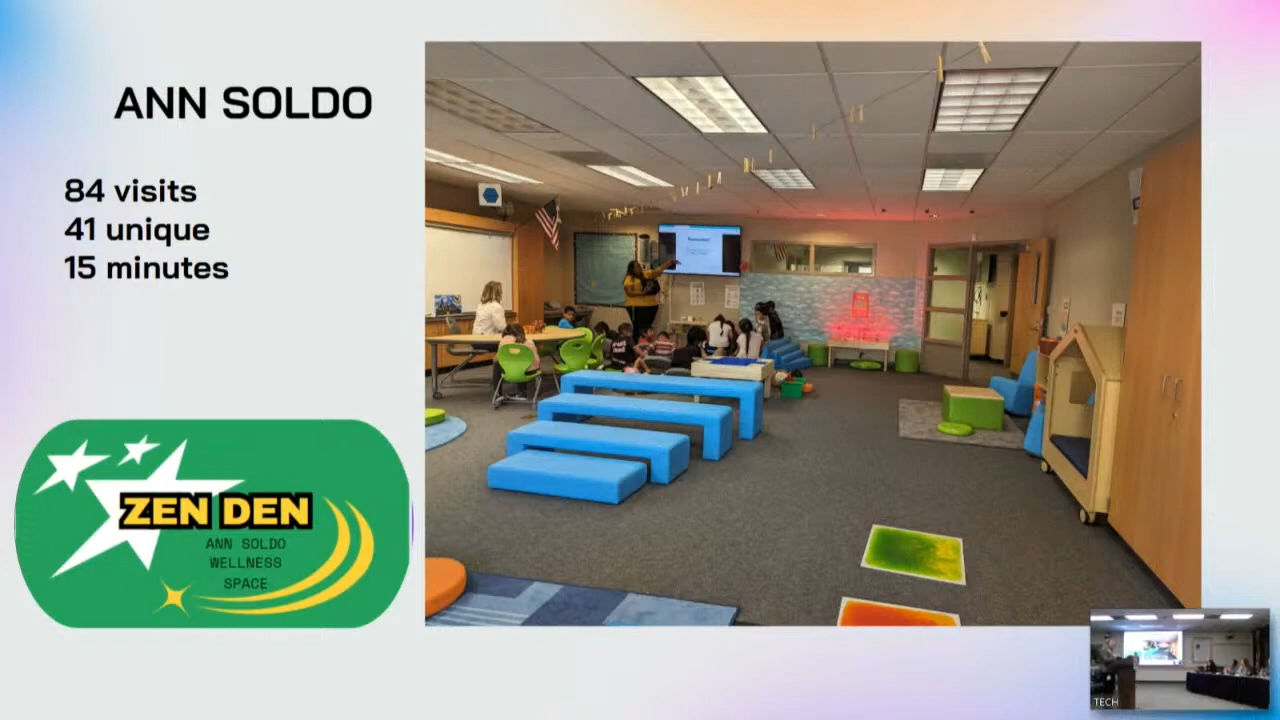 ANN SOLDO
84 visits
41 unique
15 minutes
ZEN DEN
ANN SOLDO
WELLNESS
SPACE
TECH